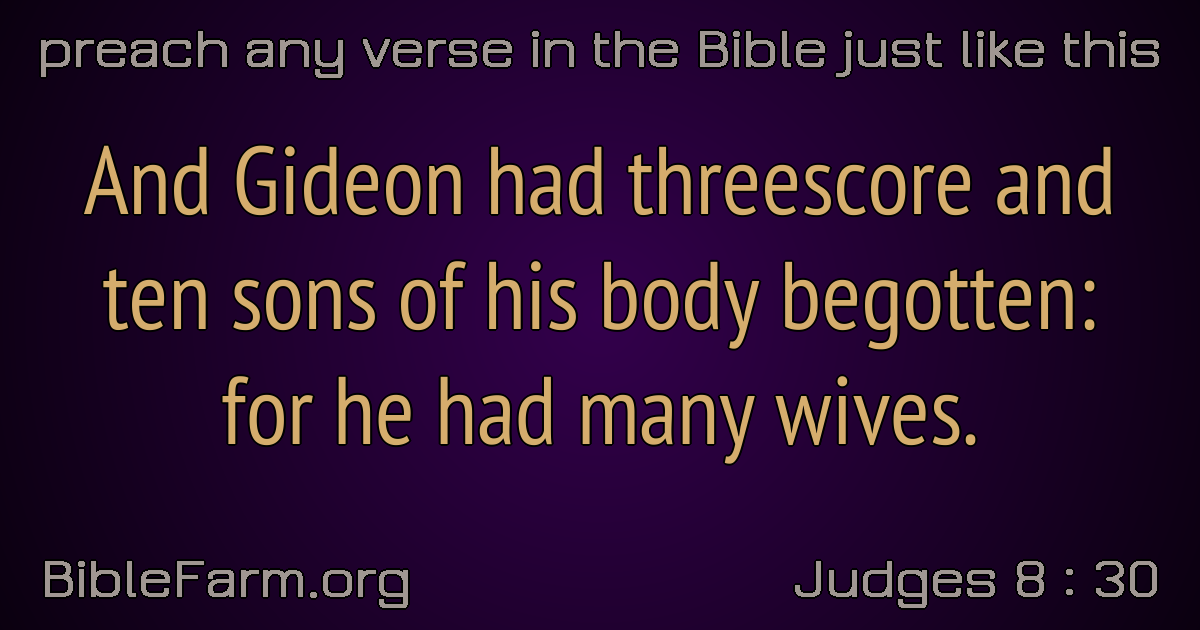 preach any verse in the Bible just like this
And Gideon had threescore and
ten sons of his body begotten:
for he had many wives.
BibleFarm.org
Judges 8 : 30